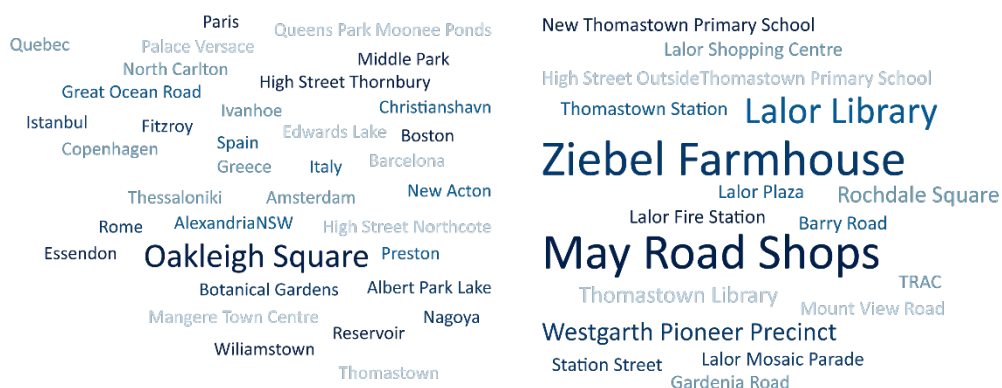 Paris
Queens Park Moonee Ponds
Quebec
Palace Versace
Middle Park
North Carlton
High Street Thornbury
Great Ocean Road
Ivanhoe
Christianshavn
Istanbul
Fitzroy
Edwards Lake
Boston
Spain
Copenhagen
Barcelona
Greece
Italy
Thessaloniki
Amsterdam
New Acton
Rome
AlexandriaNSW
High Street Northcote
Essendon
Oakleigh Square
Preston
Botanical Gardens
Albert Park Lake
Mangere Town Centre
Nagoya
Reservoir
Wiliamstown
Thomastown
New Thomastown Primary School
Lalor Shopping Centre
High Street OutsideThomastown Primary School
Thomastown Station
Lalor Library
Ziebel Farmhouse
Lalor Plaza
Rochdale Square
Lalor Fire Station
Barry Road
May Road Shops
TRAC
Thomastown Library
Mount View Road
Westgarth Pioneer Precinct
Station Street
Lalor Mosaic Parade
Gardenia Road